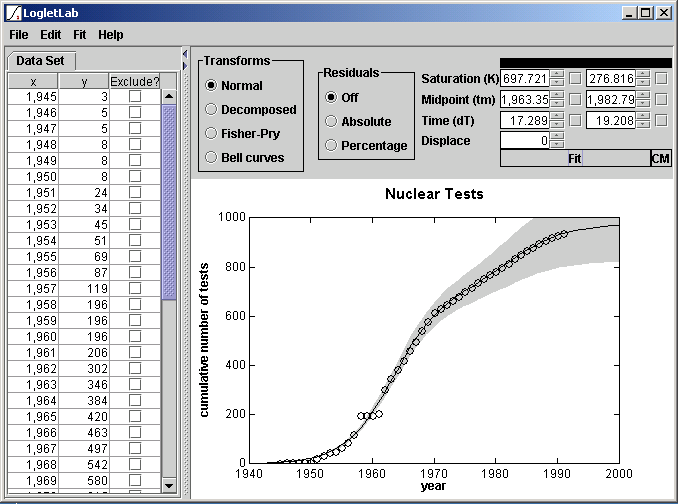 LogletLab
File Edit Fit Help
Data Set
x y Exclude?
1,945 3
1,946 5
1,947 5
1,948 8
1,949 8
1,950 8
1,951 24
1,952 34
1,953 45
1,954 51
1,955 69
1,956 87
1,957 119
1,958 196
1,959 196
1,960 196
1,961 206
1,962 302
1,963 346
1,964 384
1,965 420
1,966 463
1,967 497
1,968 542
1,969 580
Transforms
Normal
Decomposed
Fisher-Pry
Bell curves
Residuals
Off
Absolute
Percentage
Saturation (K) 697.721 276.816
Midpoint (tm) 1,963.35 1,982.79
Time (dT) 17.289 19.208
Displace 0
Fit CM
Nuclear Tests
cumulative number of tests
1000
800
600
400
200
0
1940 1950 1960 1970 1980 1990 2000
year